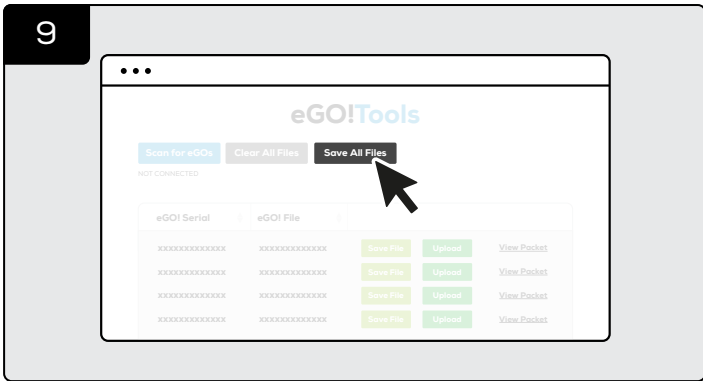 9
eGO!Tools
Scan for eGOs Clear All Files Save All Files
NOT CONNECTED
eGO! Serial eGO! File
xxxxxxxxxxxxx xxxxxxxxxxxxx Save File Upload View Packet
xxxxxxxxxxxxx xxxxxxxxxxxxx Save File Upload View Packet
xxxxxxxxxxxxx xxxxxxxxxxxxx Save File Upload View Packet
xxxxxxxxxxxxx xxxxxxxxxxxxx Save File Upload View Packet